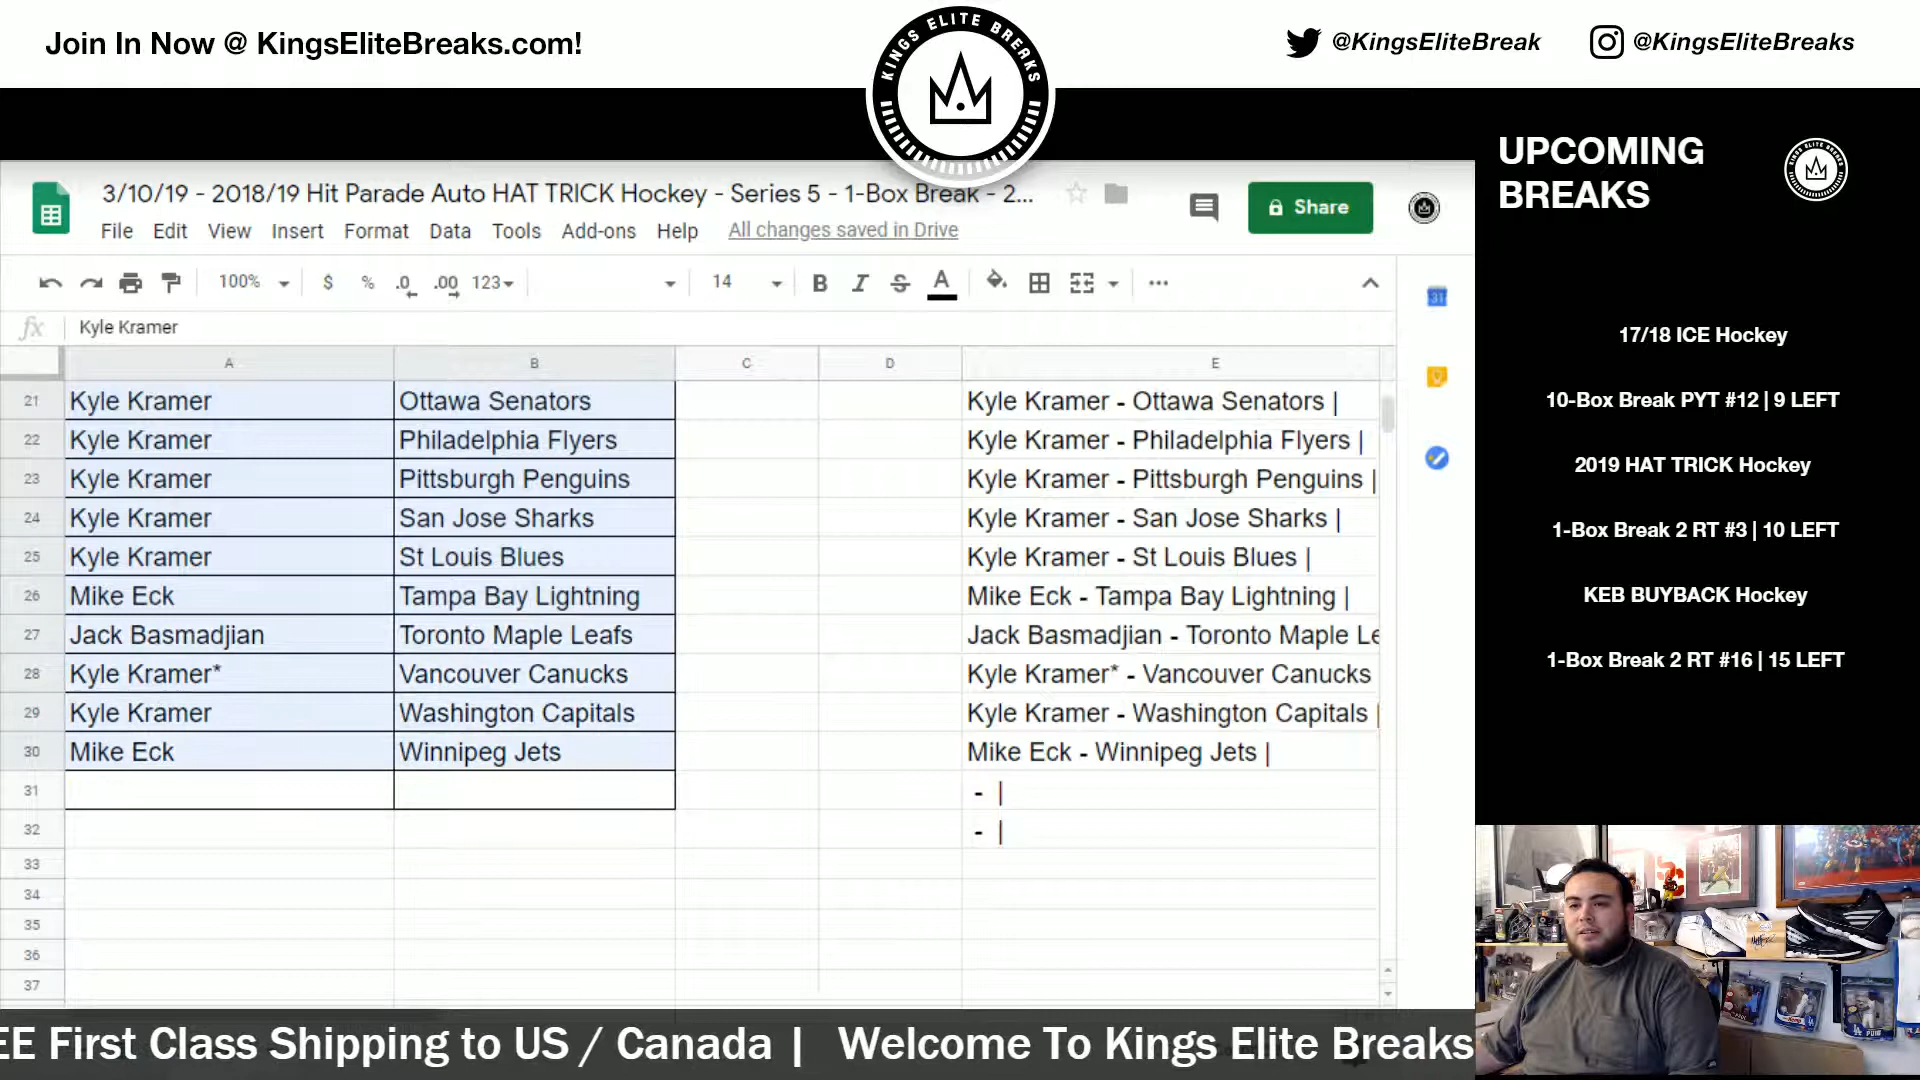 Join In Now @ KingsEliteBreaks.com!
KINGS ELITE BREAKS
@KingsEliteBreak
@KingsEliteBreaks
3/10/19 - 2018/19 Hit Parade Auto HAT TRICK Hockey - Series 5 - 1-Box Break - 2...
Share
File Edit View Insert Format Data Tools Add-ons Help All changes saved in Drive
100% $ % .0 .00 123 14 B I S A
fx Kyle Kramer
A B C D E
21 Kyle Kramer Ottawa Senators Kyle Kramer - Ottawa Senators |
22 Kyle Kramer Philadelphia Flyers Kyle Kramer - Philadelphia Flyers |
23 Kyle Kramer Pittsburgh Penguins Kyle Kramer - Pittsburgh Penguins |
24 Kyle Kramer San Jose Sharks Kyle Kramer - San Jose Sharks |
25 Kyle Kramer St Louis Blues Kyle Kramer - St Louis Blues |
26 Mike Eck Tampa Bay Lightning Mike Eck - Tampa Bay Lightning |
27 Jack Basmadjian Toronto Maple Leafs Jack Basmadjian - Toronto Maple Le
28 Kyle Kramer* Vancouver Canucks Kyle Kramer* - Vancouver Canucks
29 Kyle Kramer Washington Capitals Kyle Kramer - Washington Capitals |
30 Mike Eck Winnipeg Jets Mike Eck - Winnipeg Jets |
31 - |
32 - |
33
34
35
36
37
31
UPCOMING
BREAKS
17/18 ICE Hockey
10-Box Break PYT #12 | 9 LEFT
2019 HAT TRICK Hockey
1-Box Break 2 RT #3 | 10 LEFT
KEB BUYBACK Hockey
1-Box Break 2 RT #16 | 15 LEFT
EE First Class Shipping to US / Canada | Welcome To Kings Elite Breaks